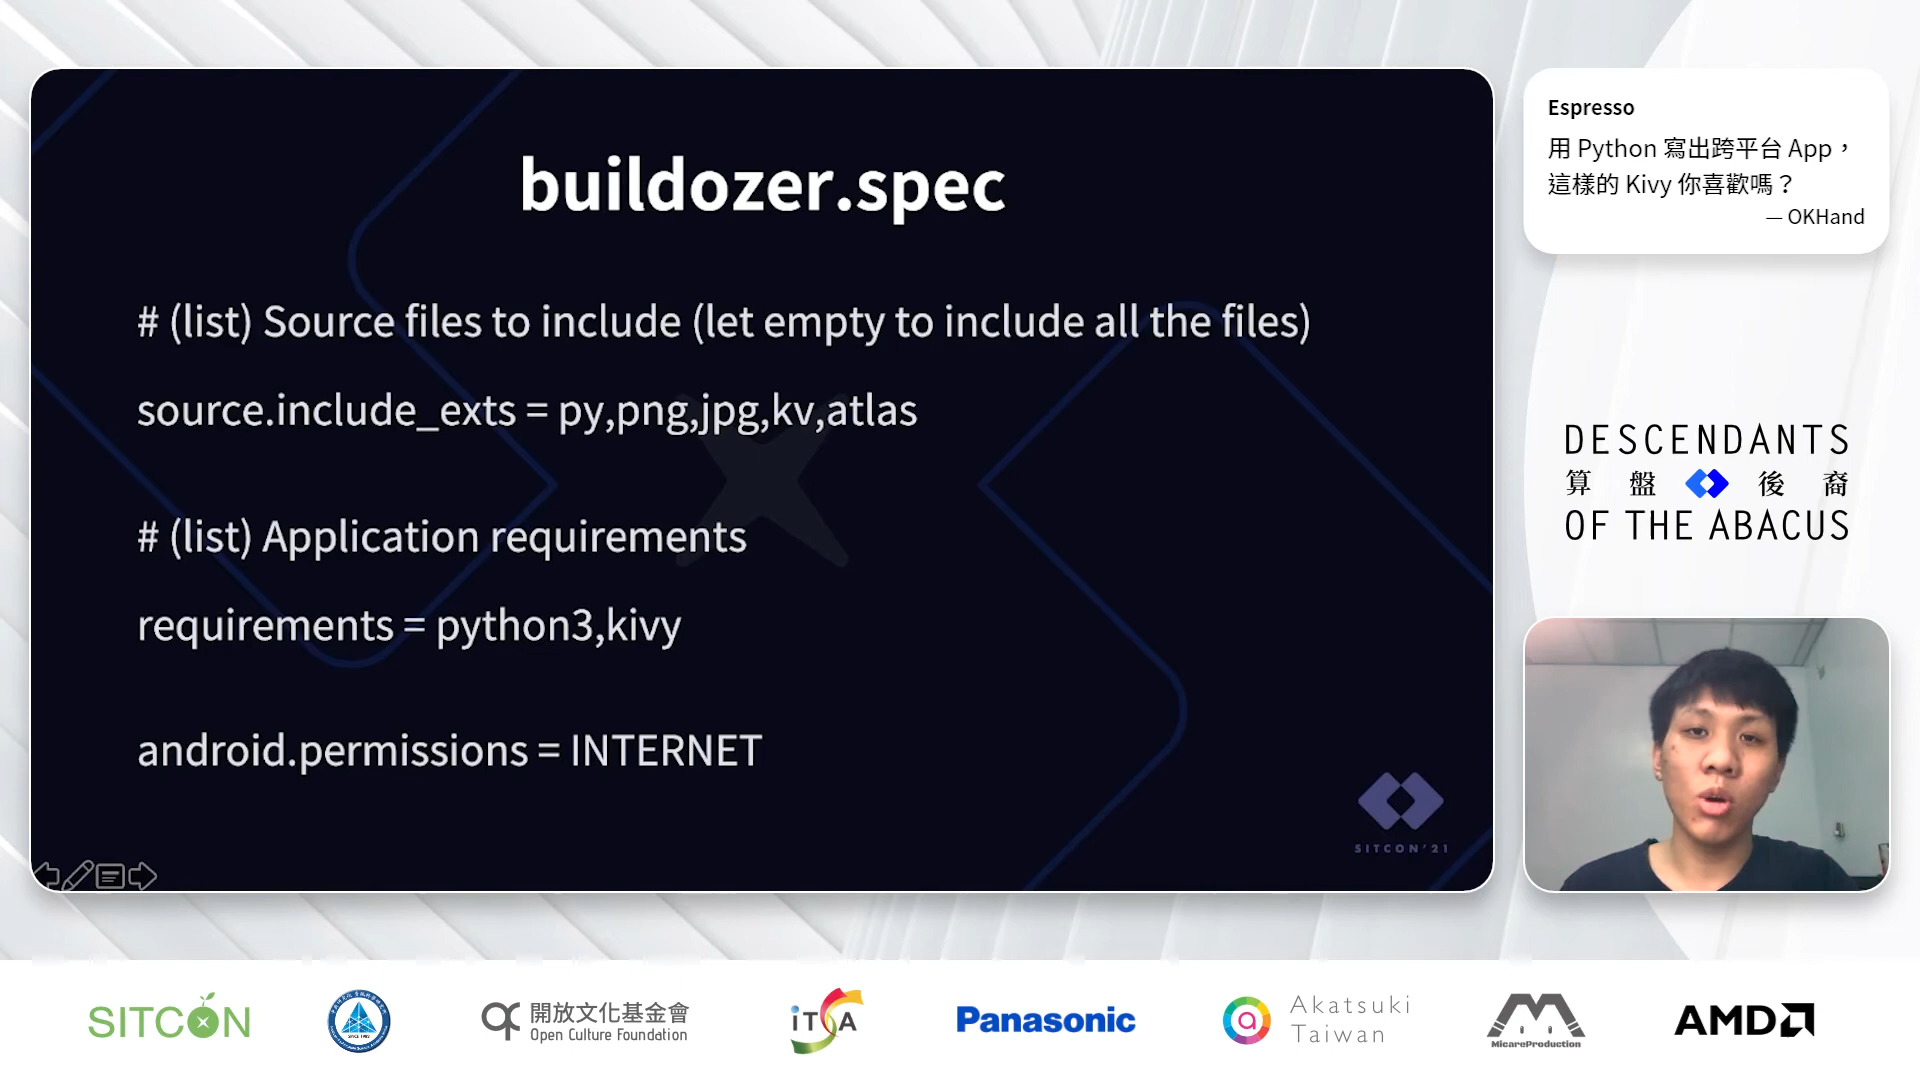 buildozer.spec
# (list) Source files to include (let empty to include all the files)
source.include_exts = py,png,jpg,kv,atlas
# (list) Application requirements
requirements = python3,kivy
android.permissions = INTERNET
SITCON'21
Espresso
用 Python 寫出跨平台 App，
這樣的 Kivy 你喜歡嗎？
— OKHand
DESCENDANTS
算盤後裔
OF THE ABACUS
SITCON
開放文化基金會
Open Culture Foundation
iTSA
Panasonic
Akatsuki
Taiwan
MicareProduction
AMD